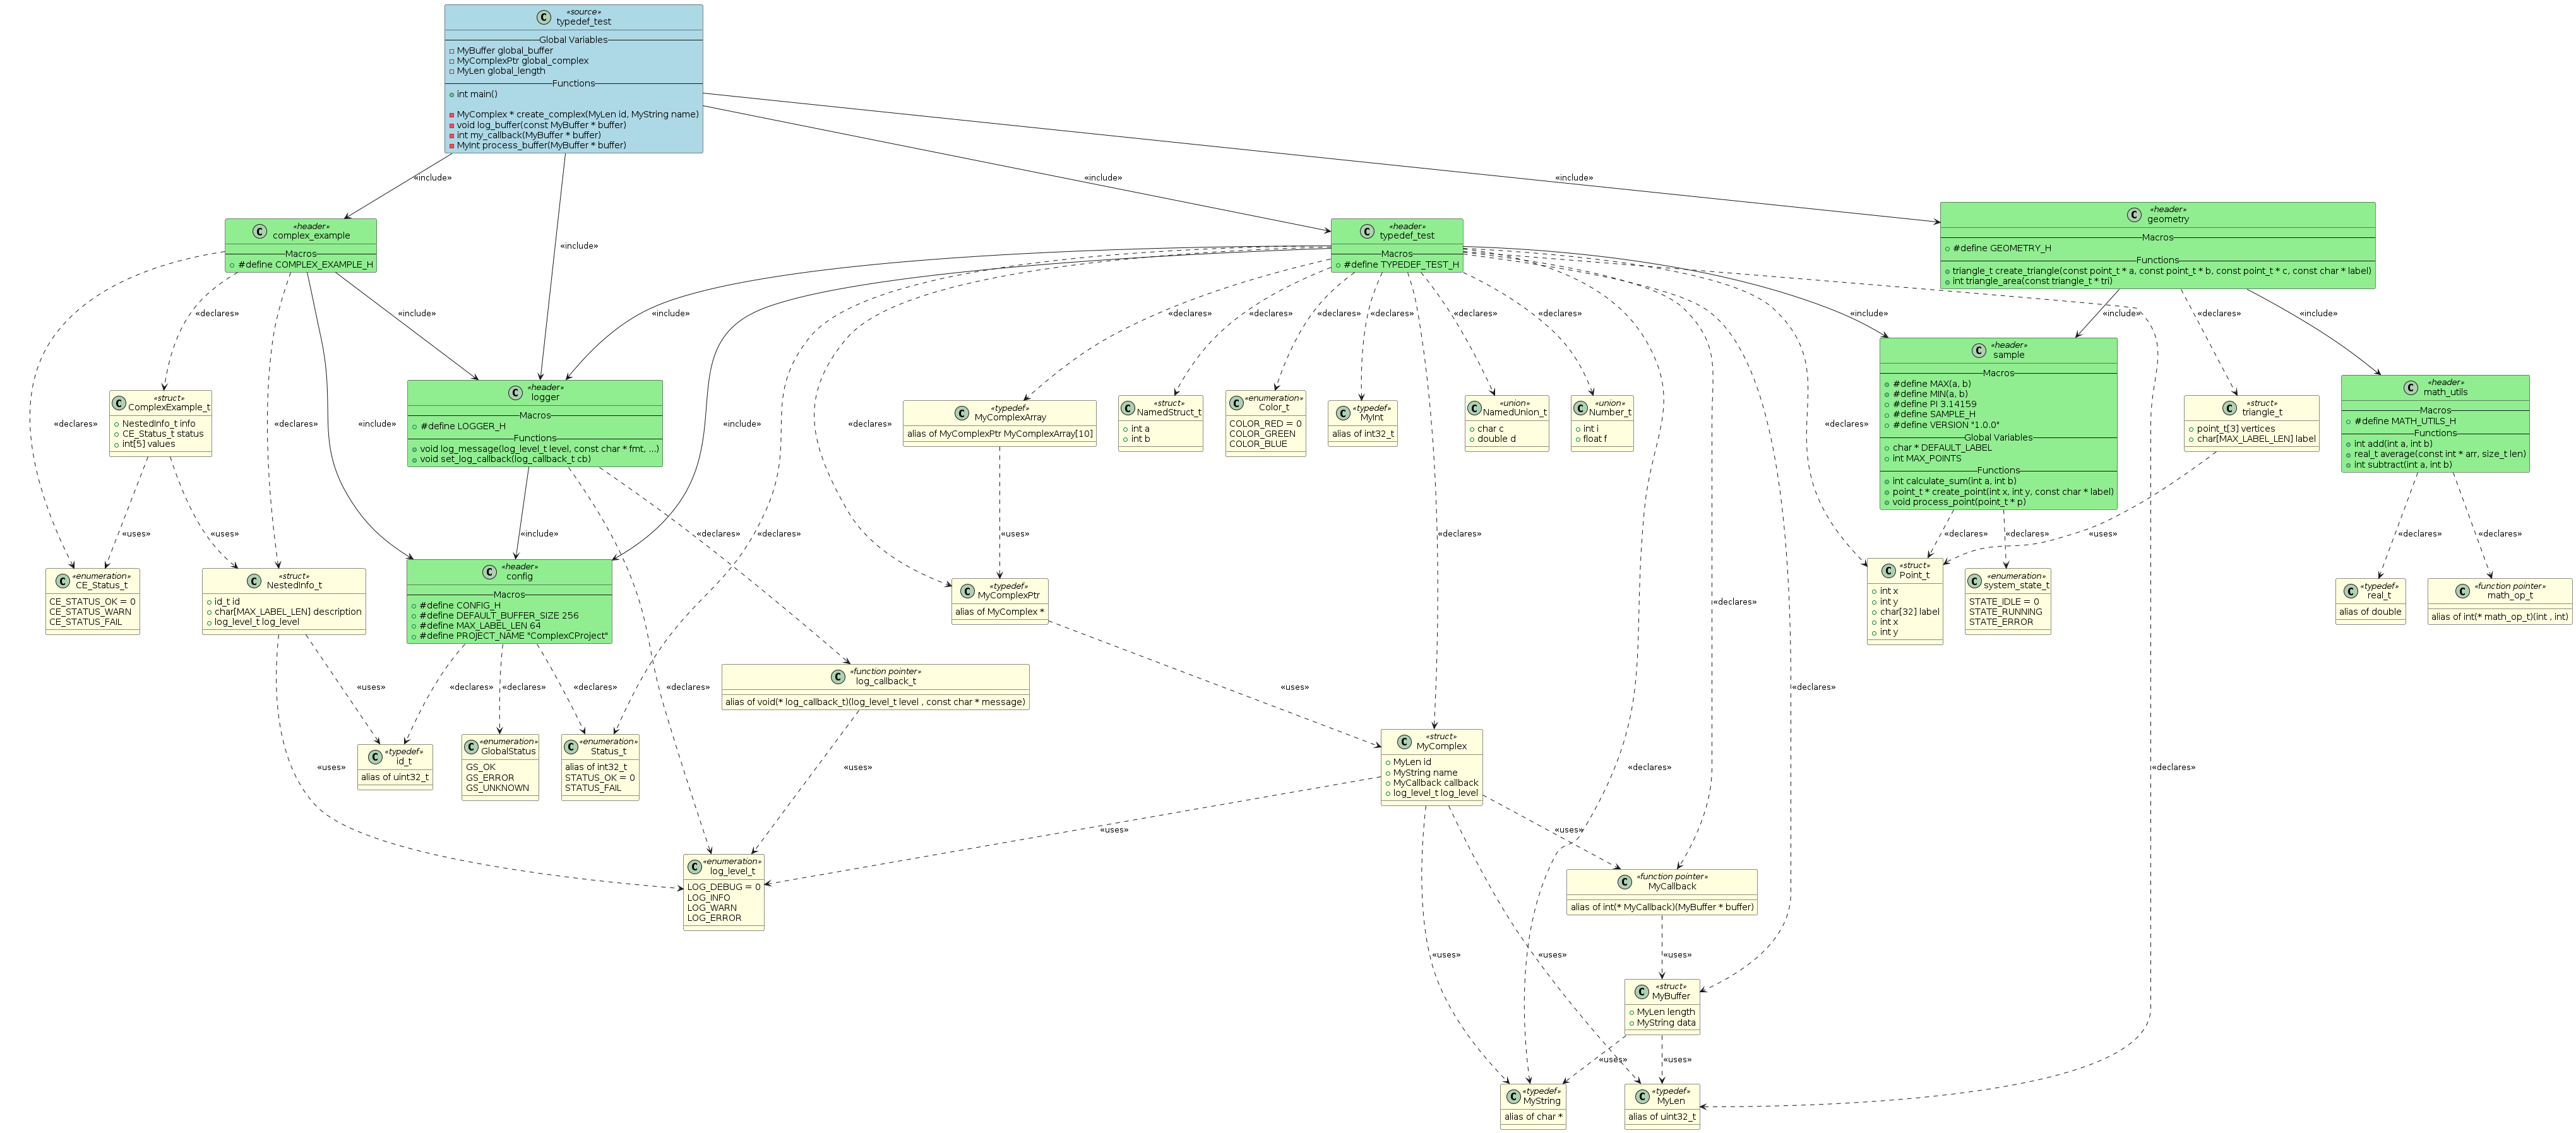 «source»
typedef_test
Global Variables
MyBuffer global_buffer
MyComplexPtr global_complex
MyLen global_length
Functions
int main()
MyComplex * create_complex(MyLen id, MyString name)
void log_buffer(const MyBuffer * buffer)
int my_callback(MyBuffer * buffer)
MyInt process_buffer(MyBuffer * buffer)
«include»
«include»
«include»
«include»
«header»
complex_example
Macros
#define COMPLEX_EXAMPLE_H
«header»
typedef_test
Macros
#define TYPEDEF_TEST_H
«header»
geometry
Macros
#define GEOMETRY_H
Functions
triangle_t create_triangle(const point_t * a, const point_t * b, const point_t * c, const char * label)
int triangle_area(const triangle_t * tri)
«declares»
«include»
«include»
«declares»
«declares»
«declares»
«declares»
«declares»
«declares»
«include»
«include»
«declares»
«include»
«struct»
ComplexExample_t
NestedInfo_t info
CE_Status_t status
int[5] values
«header»
logger
Macros
#define LOGGER_H
Functions
void log_message(log_level_t level, const char * fmt, ...)
void set_log_callback(log_callback_t cb)
«typedef»
MyComplexArray
alias of MyComplexPtr MyComplexArray[10]
«struct»
NamedStruct_t
int a
int b
«enumeration»
Color_t
COLOR_RED = 0
COLOR_GREEN
COLOR_BLUE
«typedef»
MyInt
alias of int32_t
«union»
NamedUnion_t
char c
double d
«union»
Number_t
int i
float f
«header»
sample
Macros
#define MAX(a, b)
#define MIN(a, b)
#define PI 3.14159
#define SAMPLE_H
#define VERSION "1.0.0"
Global Variables
char * DEFAULT_LABEL
int MAX_POINTS
Functions
int calculate_sum(int a, int b)
point_t * create_point(int x, int y, const char * label)
void process_point(point_t * p)
«struct»
triangle_t
point_t[3] vertices
char[MAX_LABEL_LEN] label
«header»
math_utils
Macros
#define MATH_UTILS_H
Functions
int add(int a, int b)
real_t average(const int * arr, size_t len)
int subtract(int a, int b)
«declares»
«declares»
«include»
«include»
«declares»
«declares»
«uses»
«uses»
«include»
«declares»
«declares»
«uses»
«declares»
«declares»
«declares»
«uses»
«declares»
«declares»
«enumeration»
CE_Status_t
CE_STATUS_OK = 0
CE_STATUS_WARN
CE_STATUS_FAIL
«struct»
NestedInfo_t
id_t id
char[MAX_LABEL_LEN] description
log_level_t log_level
«header»
config
Macros
#define CONFIG_H
#define DEFAULT_BUFFER_SIZE 256
#define MAX_LABEL_LEN 64
#define PROJECT_NAME "ComplexCProject"
«typedef»
MyComplexPtr
alias of MyComplex *
«struct»
Point_t
int x
int y
char[32] label
int x
int y
«enumeration»
system_state_t
STATE_IDLE = 0
STATE_RUNNING
STATE_ERROR
«typedef»
real_t
alias of double
«function pointer»
math_op_t
alias of int(* math_op_t)(int , int)
«declares»
«uses»
«declares»
«declares»
«declares»
«declares»
«uses»
«declares»
«function pointer»
log_callback_t
alias of void(* log_callback_t)(log_level_t level , const char * message)
«typedef»
id_t
alias of uint32_t
«enumeration»
GlobalStatus
GS_OK
GS_ERROR
GS_UNKNOWN
«enumeration»
Status_t
alias of int32_t
STATUS_OK = 0
STATUS_FAIL
«struct»
MyComplex
MyLen id
MyString name
MyCallback callback
log_level_t log_level
«uses»
«uses»
«declares»
«declares»
«uses»
«uses»
«enumeration»
log_level_t
LOG_DEBUG = 0
LOG_INFO
LOG_WARN
LOG_ERROR
«function pointer»
MyCallback
alias of int(* MyCallback)(MyBuffer * buffer)
«uses»
«uses»
«uses»
«struct»
MyBuffer
MyLen length
MyString data
«uses»
«uses»
«typedef»
MyString
alias of char *
«typedef»
MyLen
alias of uint32_t